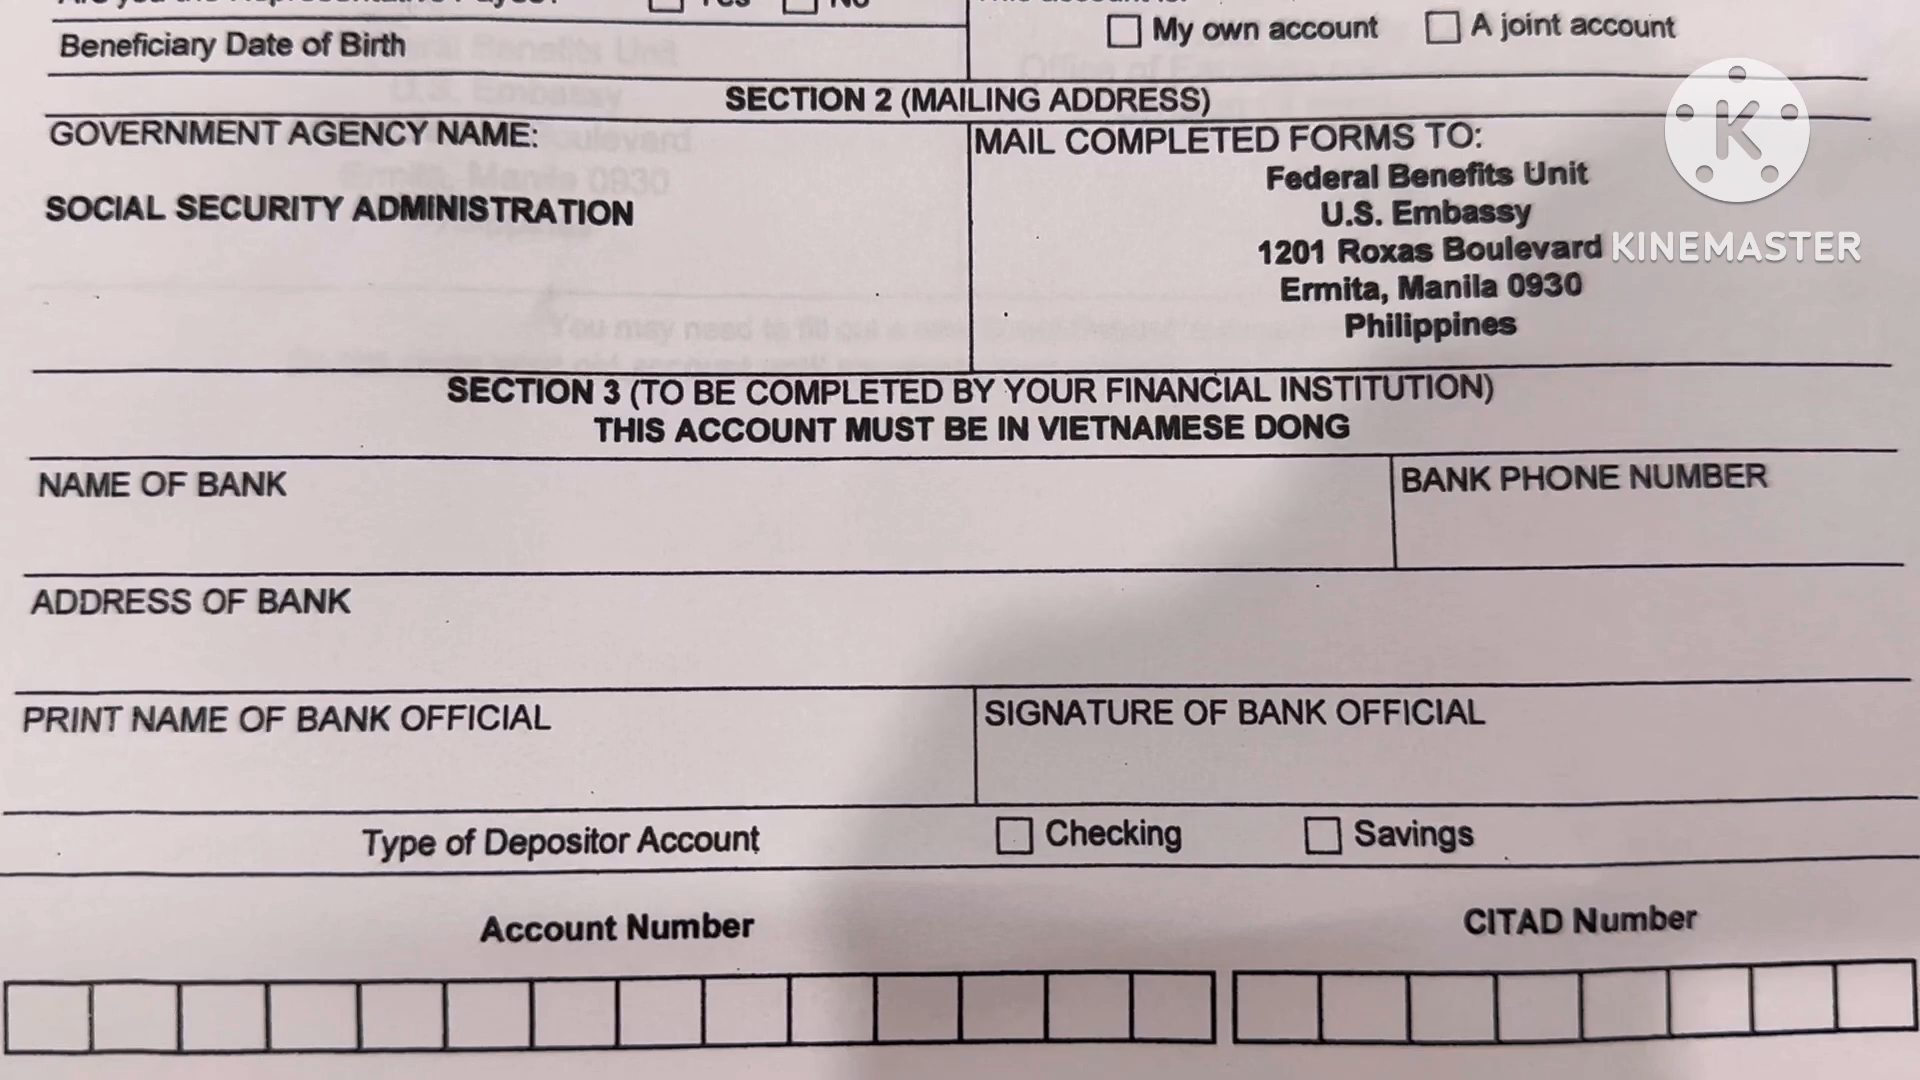 Yes No
Beneficiary Date of Birth
My own account A joint account
SECTION 2 (MAILING ADDRESS)
GOVERNMENT AGENCY NAME:
SOCIAL SECURITY ADMINISTRATION
MAIL COMPLETED FORMS TO:
Federal Benefits Unit
U.S. Embassy
1201 Roxas Boulevard
Ermita, Manila 0930
Philippines
K
KINEMASTER
SECTION 3 (TO BE COMPLETED BY YOUR FINANCIAL INSTITUTION)
THIS ACCOUNT MUST BE IN VIETNAMESE DONG
NAME OF BANK
BANK PHONE NUMBER
ADDRESS OF BANK
PRINT NAME OF BANK OFFICIAL
SIGNATURE OF BANK OFFICIAL
Type of Depositor Account
Checking Savings
Account Number
CITAD Number